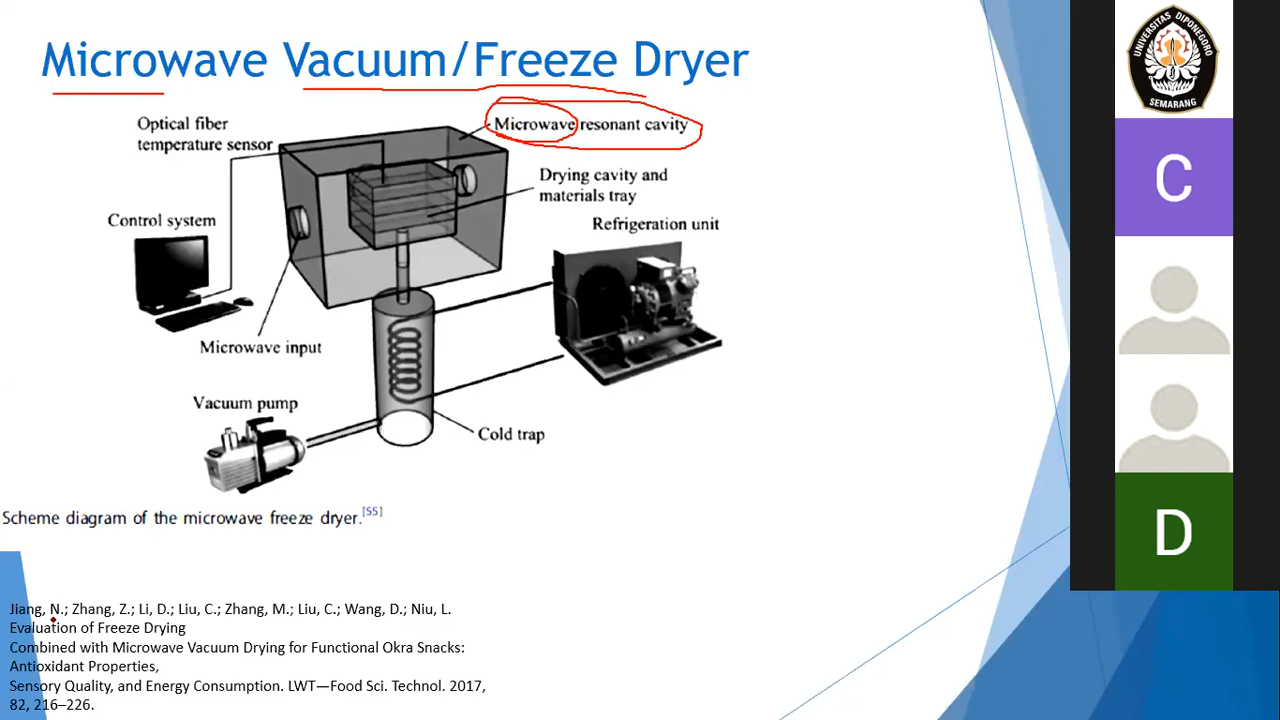 Microwave Vacuum/Freeze Dryer
Optical fiber
temperature sensor
Microwave resonant cavity
Drying cavity and
materials tray
Control system
Refrigeration unit
Microwave input
Vacuum pump
Cold trap
Scheme diagram of the microwave freeze dryer.[55]
Jiang, N.; Zhang, Z.; Li, D.; Liu, C.; Zhang, M.; Liu, C.; Wang, D.; Niu, L.
Evaluation of Freeze Drying
Combined with Microwave Vacuum Drying for Functional Okra Snacks:
Antioxidant Properties,
Sensory Quality, and Energy Consumption. LWT—Food Sci. Technol. 2017,
82, 216–226.
UNIVERSITAS DIPONEGORO
SEMARANG
C
D